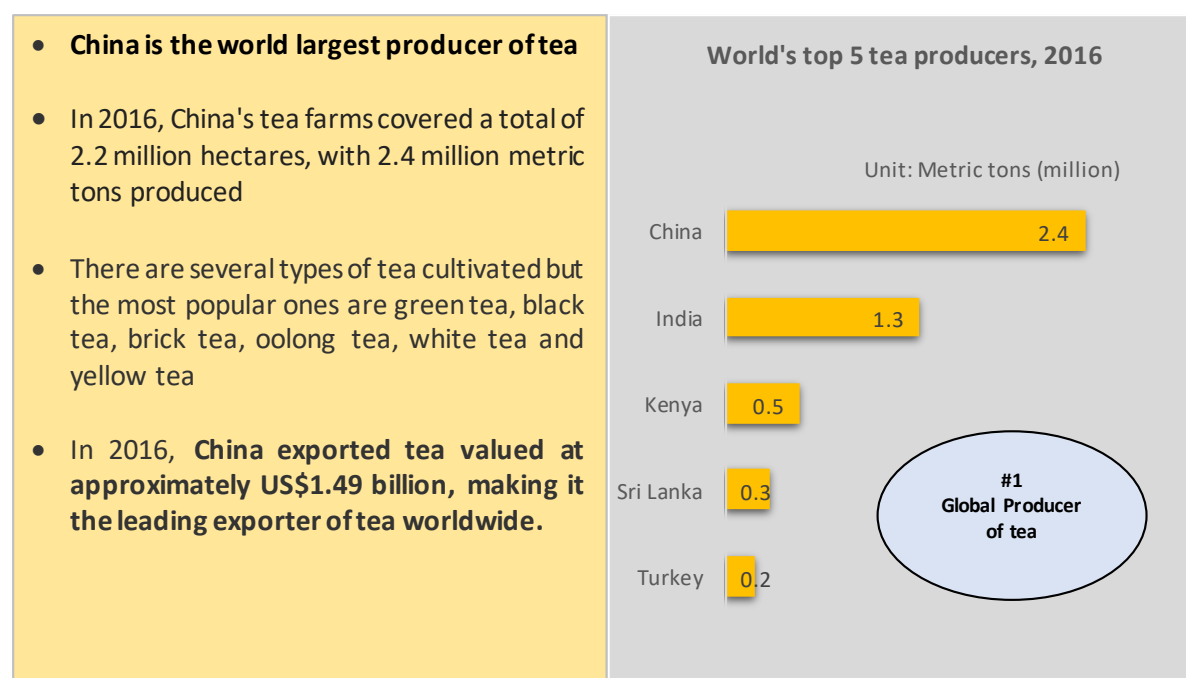 • China is the world largest producer of tea
• In 2016, China's tea farms covered a total of
2.2 million hectares, with 2.4 million metric
tons produced
• There are several types of tea cultivated but
the most popular ones are green tea, black
tea, brick tea, oolong tea, white tea and
yellow tea
• In 2016, China exported tea valued at
approximately US$1.49 billion, making it
the leading exporter of tea worldwide.
World's top 5 tea producers, 2016
Unit: Metric tons (million)
China 2.4
India 1.3
Kenya 0.5
Sri Lanka 0.3
Turkey 0.2
#1
Global Producer
of tea